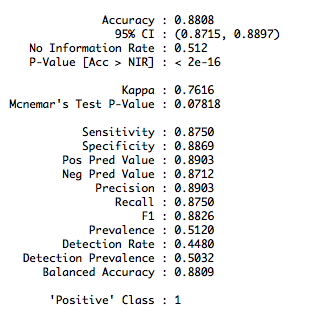 Accuracy : 0.8808
95% CI : (0.8715, 0.8897)
No Information Rate : 0.512
P-Value [Acc > NIR] : < 2e-16
Kappa : 0.7616
Mcnemar's Test P-Value : 0.07818
Sensitivity : 0.8750
Specificity : 0.8869
Pos Pred Value : 0.8903
Neg Pred Value : 0.8712
Precision : 0.8903
Recall : 0.8750
F1 : 0.8826
Prevalence : 0.5120
Detection Rate : 0.4480
Detection Prevalence : 0.5032
Balanced Accuracy : 0.8809
'Positive' Class : 1